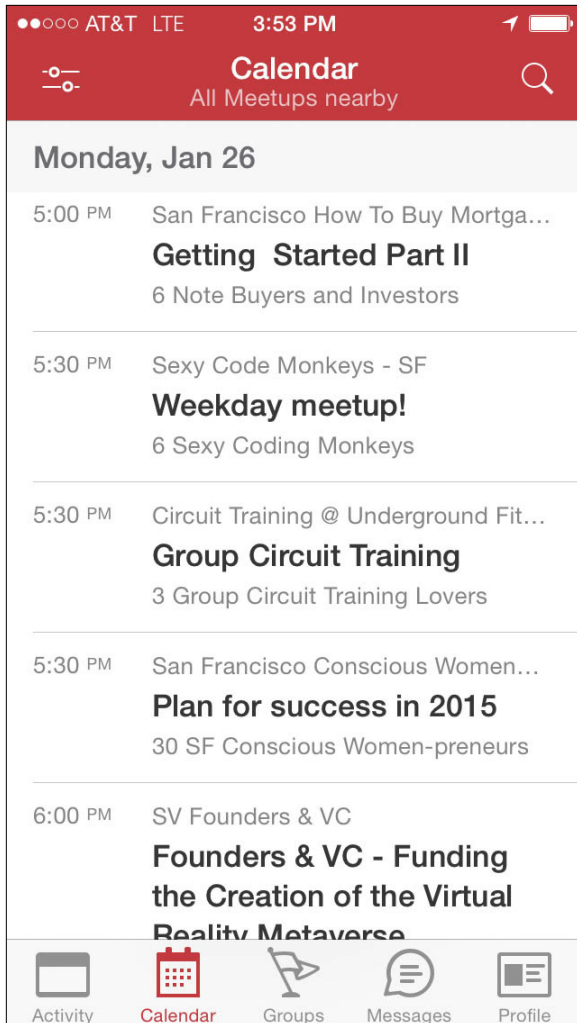 AT&T LTE 3:53 PM
Calendar
All Meetups nearby
Monday, Jan 26
5:00 PM San Francisco How To Buy Mortga...
Getting Started Part II
6 Note Buyers and Investors
5:30 PM Sexy Code Monkeys - SF
Weekday meetup!
6 Sexy Coding Monkeys
5:30 PM Circuit Training @ Underground Fit...
Group Circuit Training
3 Group Circuit Training Lovers
5:30 PM San Francisco Conscious Women...
Plan for success in 2015
30 SF Conscious Women-preneurs
6:00 PM SV Founders & VC
Founders & VC - Funding
the Creation of the Virtual
Reality Metaverse
Activity Calendar Groups Messages Profile